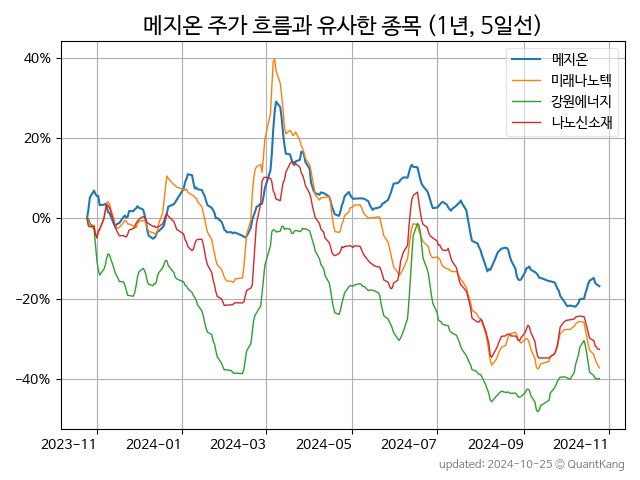 메지온 주가 흐름과 유사한 종목 (1년, 5일선)
메지온
미래나노텍
강원에너지
나노신소재
40%
20%
0%
−20%
−40%
2023-11 2024-01 2024-03 2024-05 2024-07 2024-09 2024-11
updated: 2024-10-25 © QuantKang